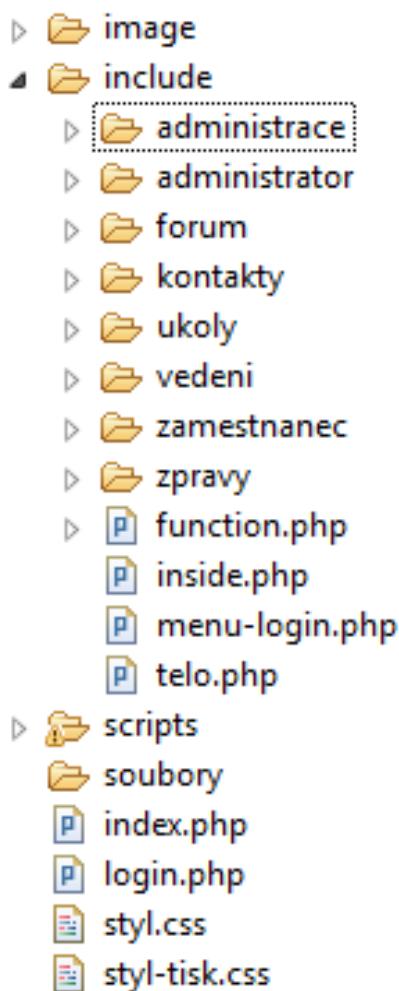 image
include
administrace
administrator
forum
kontakty
ukoly
vedeni
zamestnanec
zpravy
function.php
inside.php
menu-login.php
telo.php
scripts
soubory
index.php
login.php
styl.css
styl-tisk.css